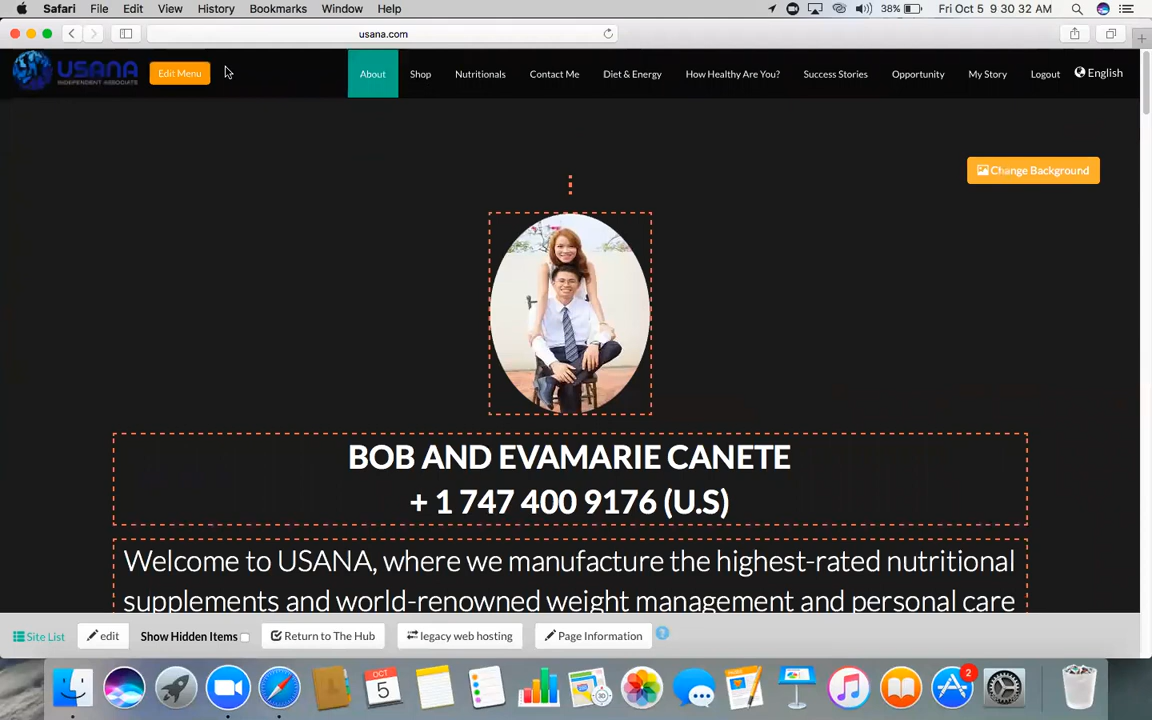 Safari File Edit View History Bookmarks Window Help 38% Fri Oct 5 9 30 32 AM
usana.com
USANA Edit Menu About Shop Nutritionals Contact Me Diet & Energy How Healthy Are You? Success Stories Opportunity My Story Logout English
INDEPENDENT ASSOCIATE
Change Background
BOB AND EVAMARIE CANETE
+ 1 747 400 9176 (U.S)
Welcome to USANA, where we manufacture the highest-rated nutritional
supplements and world-renowned weight management and personal care
Site List edit Show Hidden Items Return to The Hub legacy web hosting Page Information ?
OCT
5
3D
2